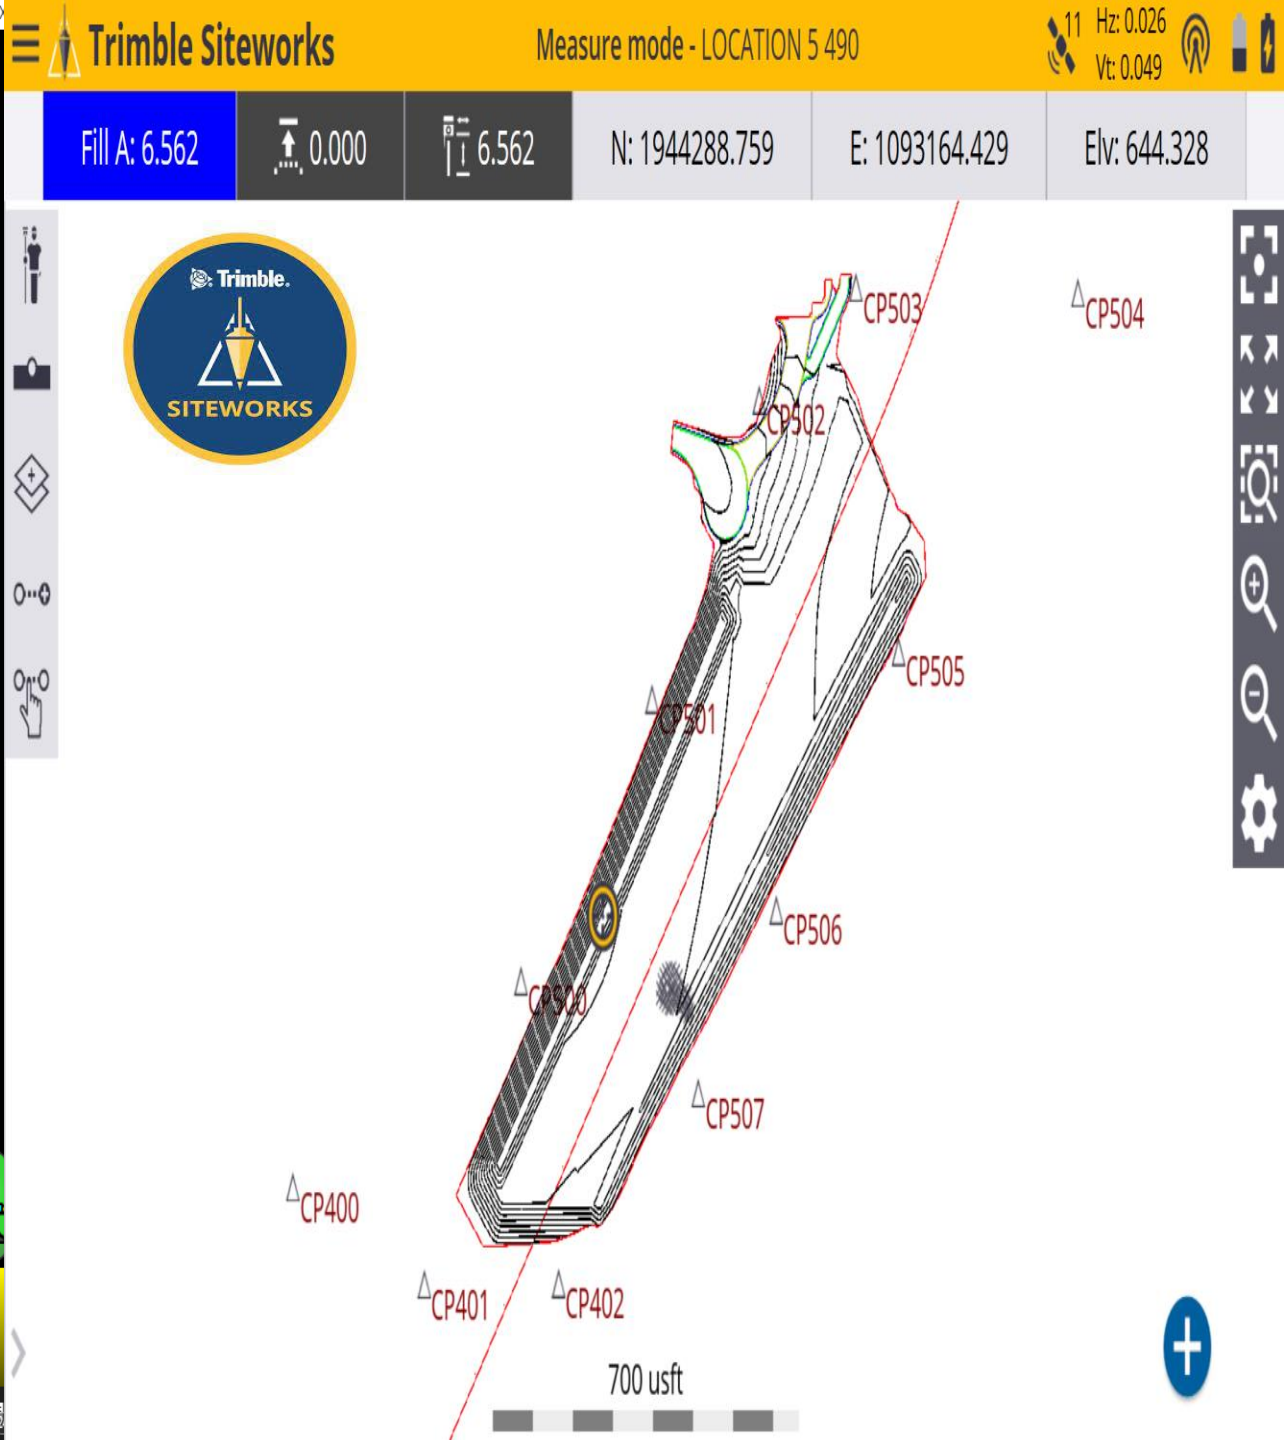 Trimble Siteworks
Measure mode - LOCATION 5 490
11
Hz: 0.026
Vt: 0.049
Fill A: 6.562
0.000
6.562
N: 1944288.759
E: 1093164.429
Elv: 644.328
Trimble.
SITEWORKS
CP503
CP504
CP502
CP505
CP501
CP506
CP500
CP507
CP400
CP401
CP402
700 usft